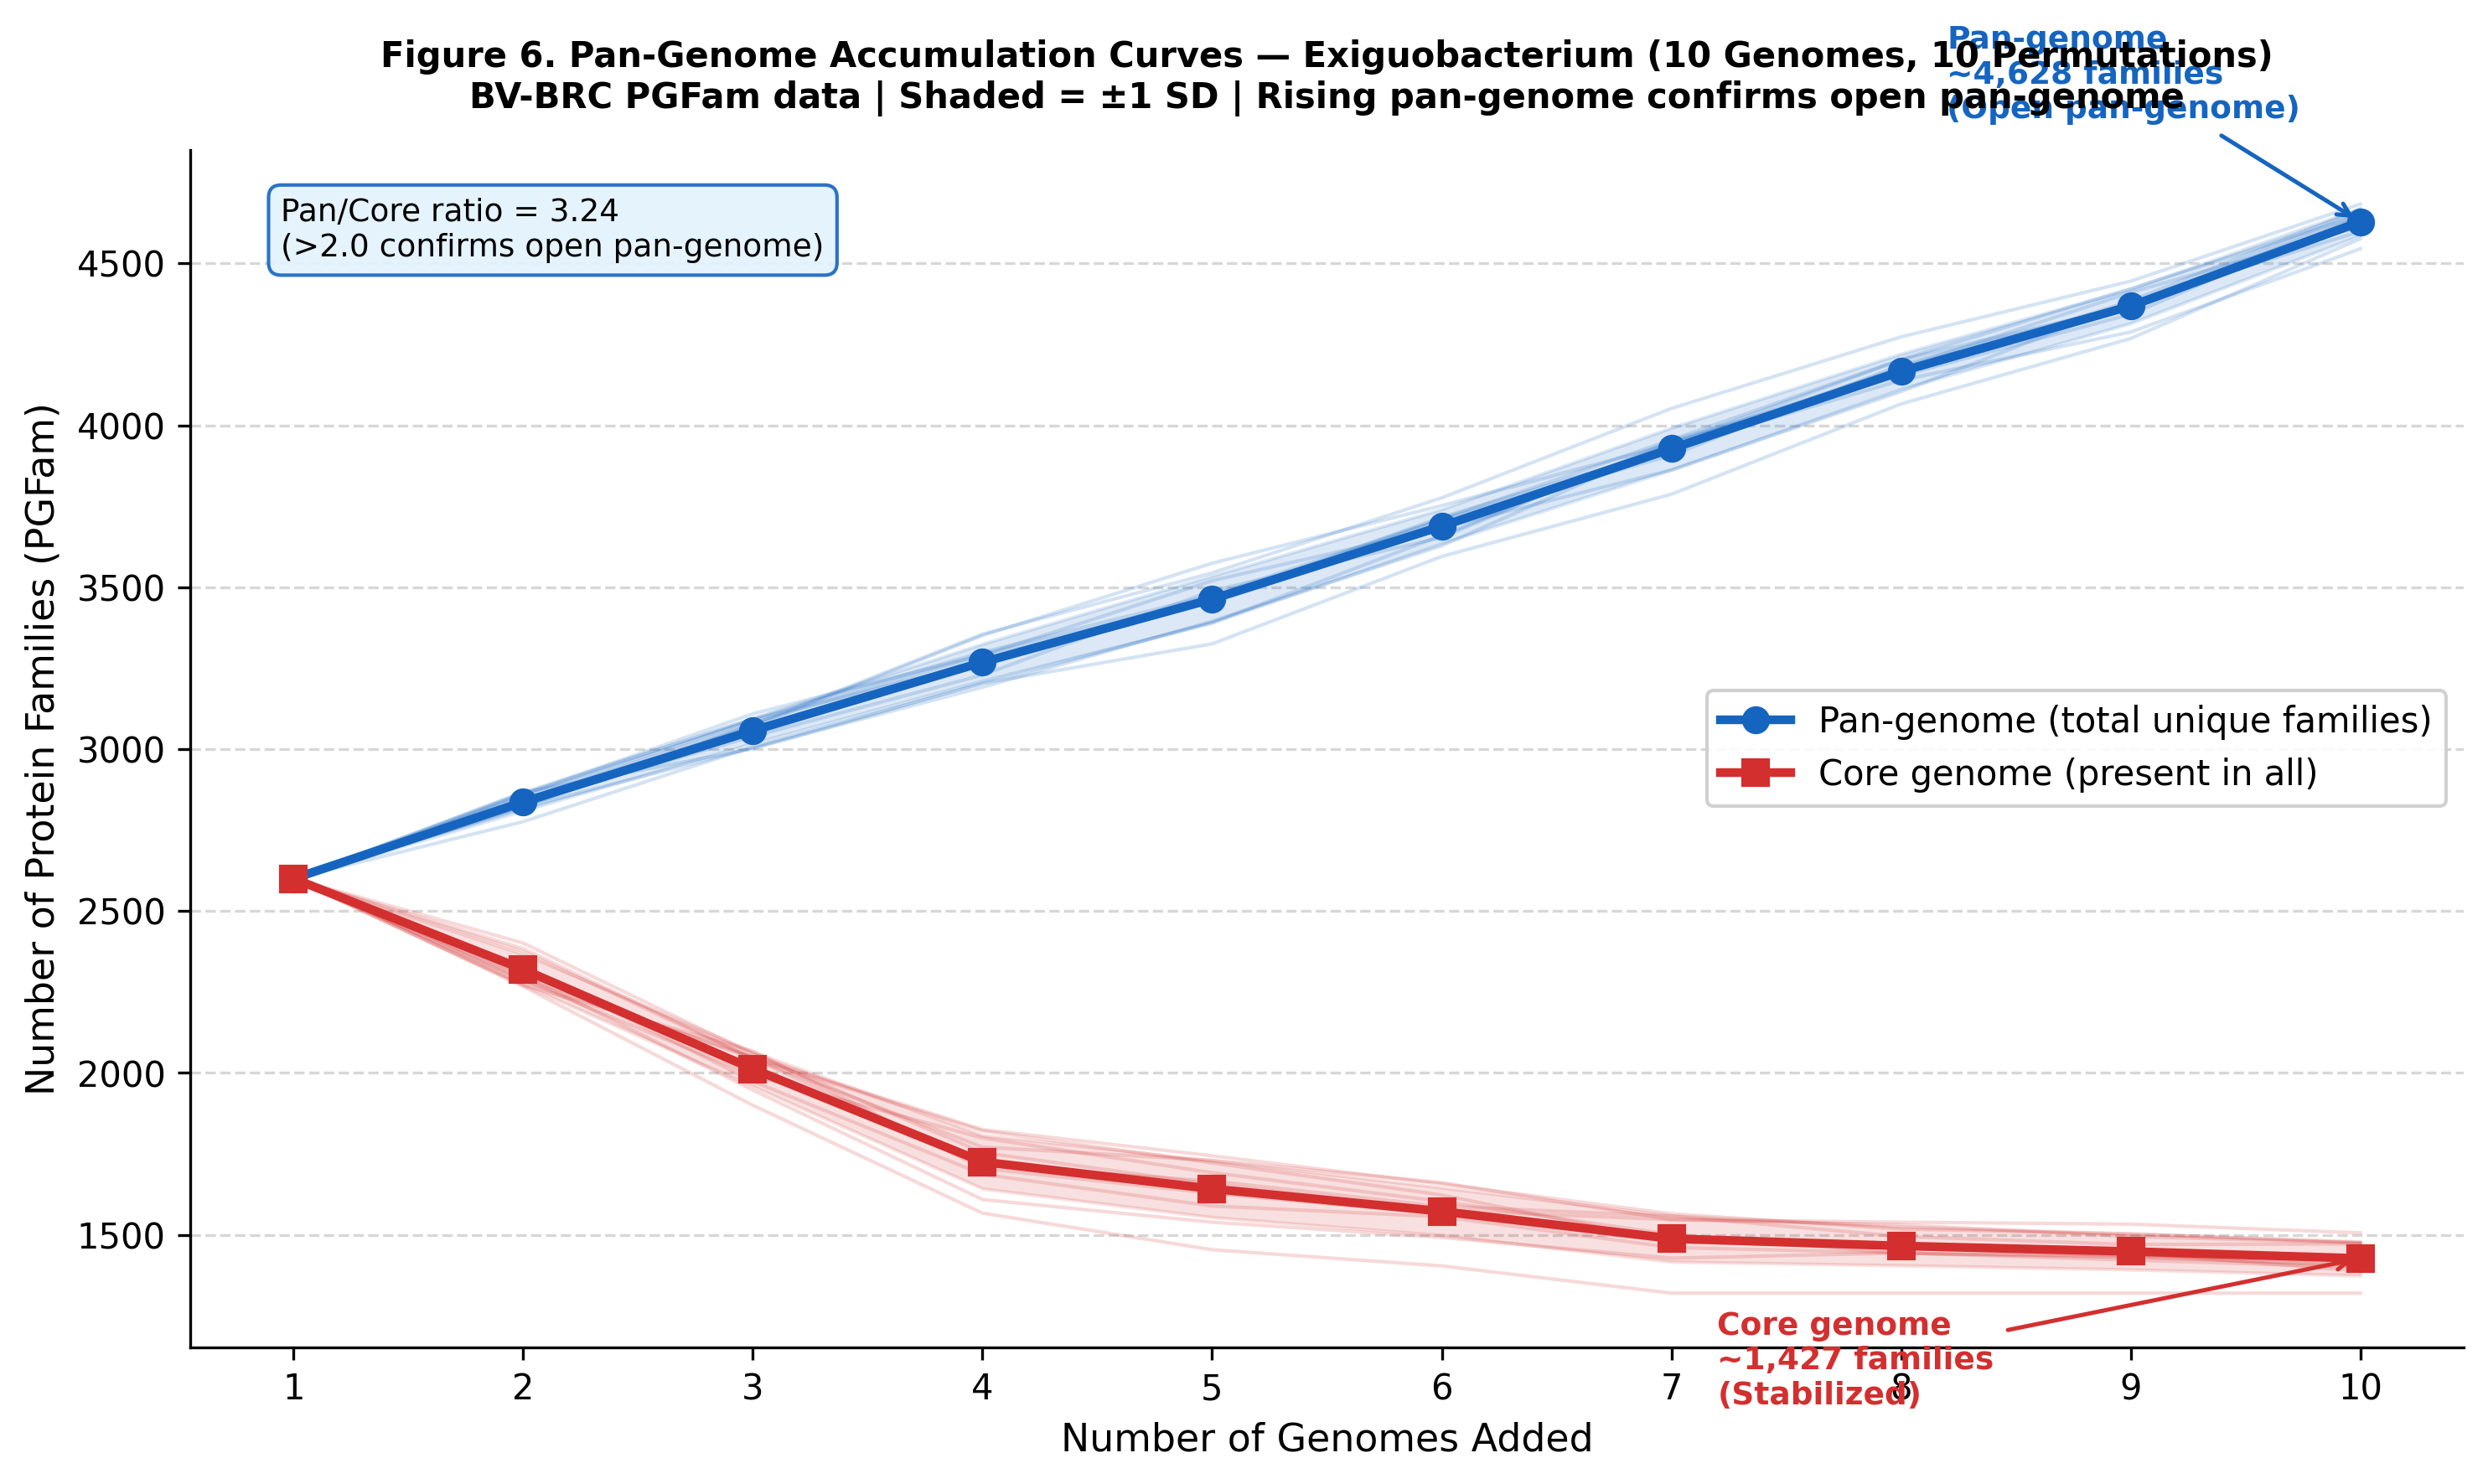 Figure 6. Pan-Genome Accumulation Curves — Exiguobacterium (10 Genomes, 10 Permutations)
BV-BRC PGFam data | Shaded = ±1 SD | Rising pan-genome confirms open pan-genome
Pan-genome
~4,628 families
(Open pan-genome)
Pan/Core ratio = 3.24
(>2.0 confirms open pan-genome)
Number of Protein Families (PGFam)
4500
4000
3500
3000
2500
2000
1500
Pan-genome (total unique families)
Core genome (present in all)
Core genome
~1,427 families
(Stabilized)
1 2 3 4 5 6 7 8 9 10
Number of Genomes Added